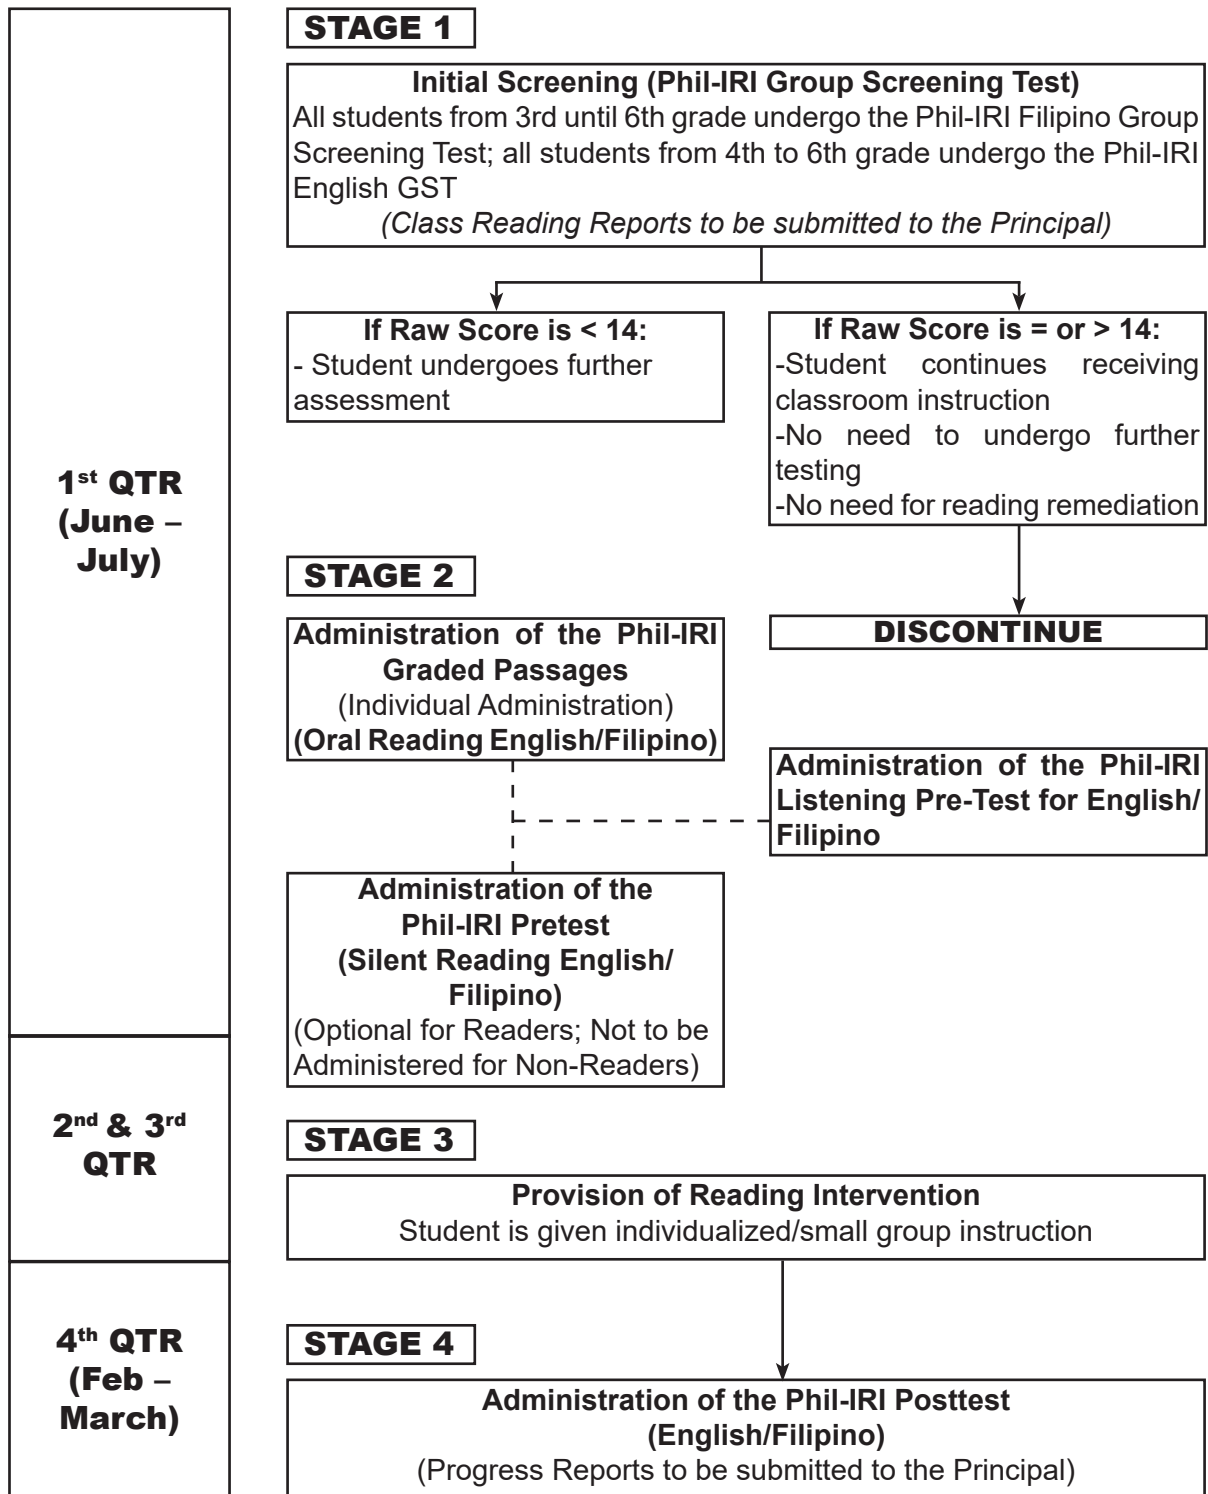 STAGE 1
Initial Screening (Phil-IRI Group Screening Test)
All students from 3rd until 6th grade undergo the Phil-IRI Filipino Group
Screening Test; all students from 4th to 6th grade undergo the Phil-IRI
English GST
(Class Reading Reports to be submitted to the Principal)
If Raw Score is < 14:
- Student undergoes further
assessment
If Raw Score is = or > 14:
-Student continues receiving
classroom instruction
-No need to undergo further
testing
-No need for reading remediation
1st QTR
(June –
July)
STAGE 2
DISCONTINUE
Administration of the Phil-IRI
Graded Passages
(Individual Administration)
(Oral Reading English/Filipino)
Administration of the Phil-IRI
Listening Pre-Test for English/
Filipino
Administration of the
Phil-IRI Pretest
(Silent Reading English/
Filipino)
(Optional for Readers; Not to be
Administered for Non-Readers)
2nd & 3rd
QTR
STAGE 3
Provision of Reading Intervention
Student is given individualized/small group instruction
4th QTR
(Feb –
March)
STAGE 4
Administration of the Phil-IRI Posttest
(English/Filipino)
(Progress Reports to be submitted to the Principal)